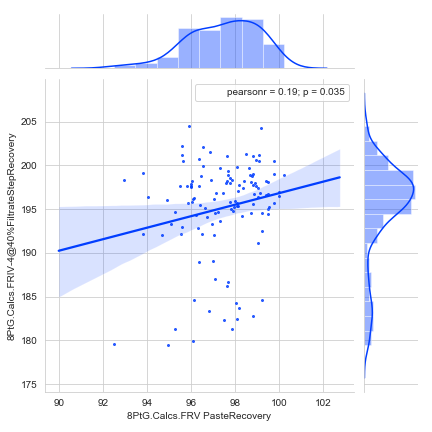 pearsonr = 0.19; p = 0.035
205
200
195
190
185
180
175
8PtG.Calcs.FRIV-4@40%FiltrateStepRecovery
90 92 94 96 98 100 102
8PtG.Calcs.FRV PasteRecovery